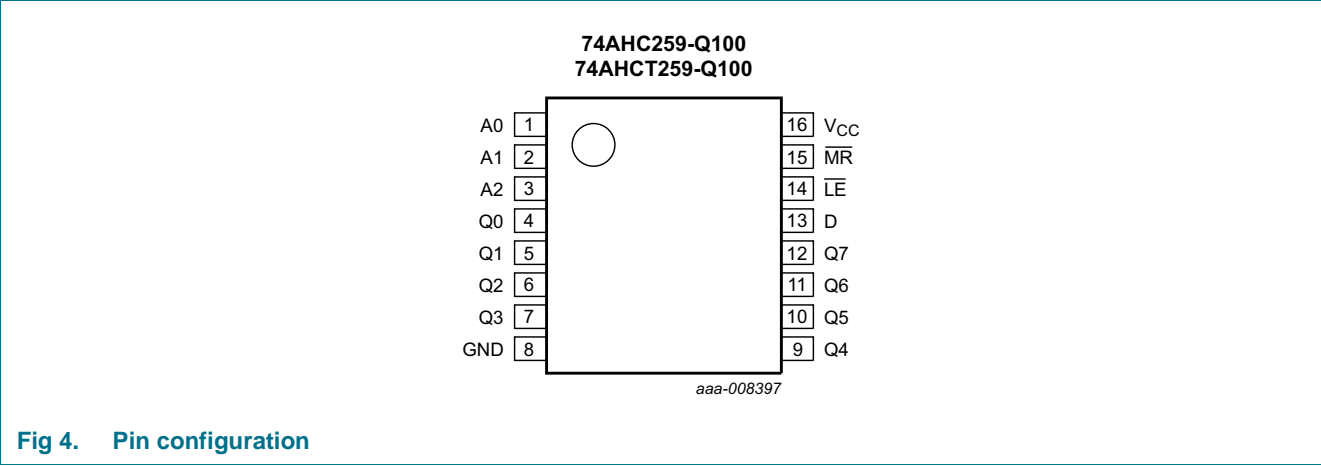 74AHC259-Q100
74AHCT259-Q100
A0 1 16 VCC
A1 2 15 M̅R̅
A2 3 14 L̅E̅
Q0 4 13 D
Q1 5 12 Q7
Q2 6 11 Q6
Q3 7 10 Q5
GND 8 9 Q4
aaa-008397
Fig 4. Pin configuration